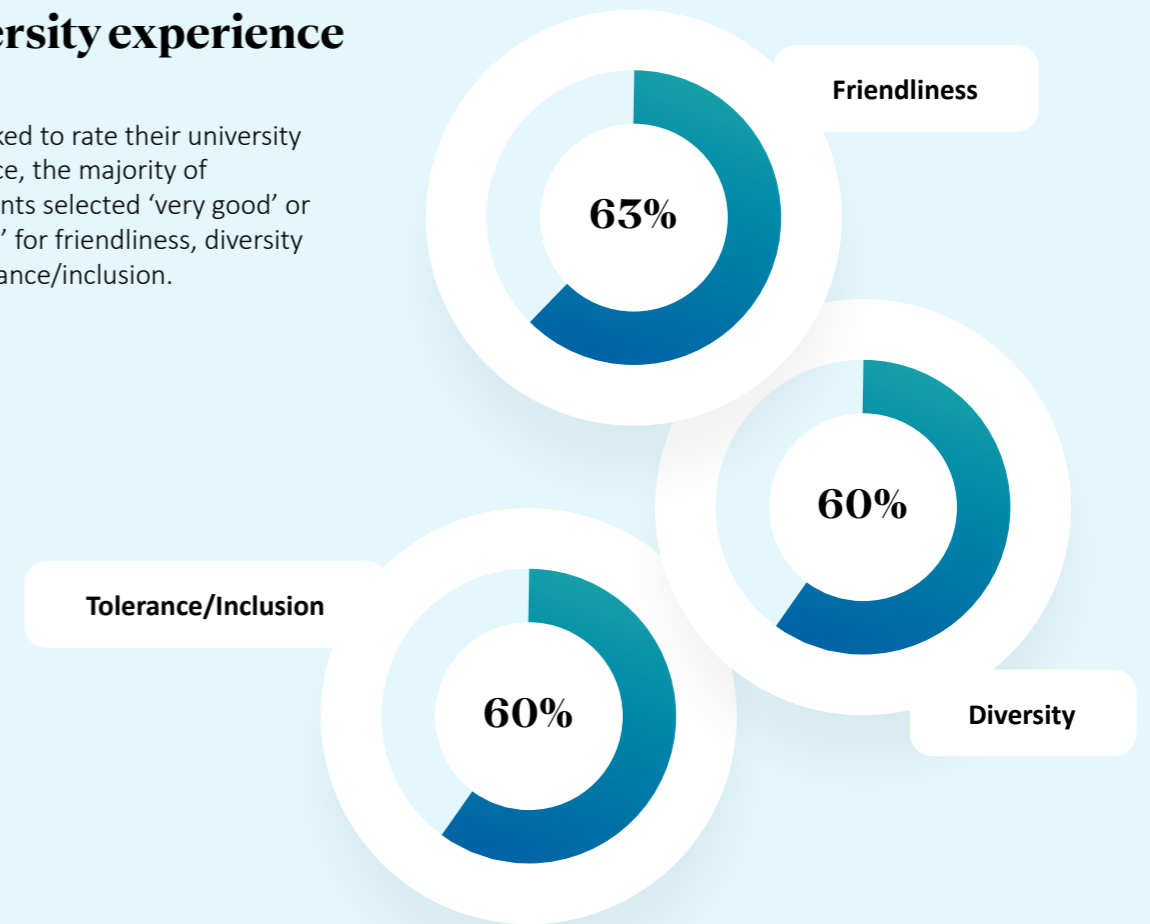 ersity experience
ked to rate their university
ce, the majority of
nts selected ‘very good’ or
’ for friendliness, diversity
ance/inclusion.
Friendliness
63%
60%
Tolerance/Inclusion
60%
Diversity